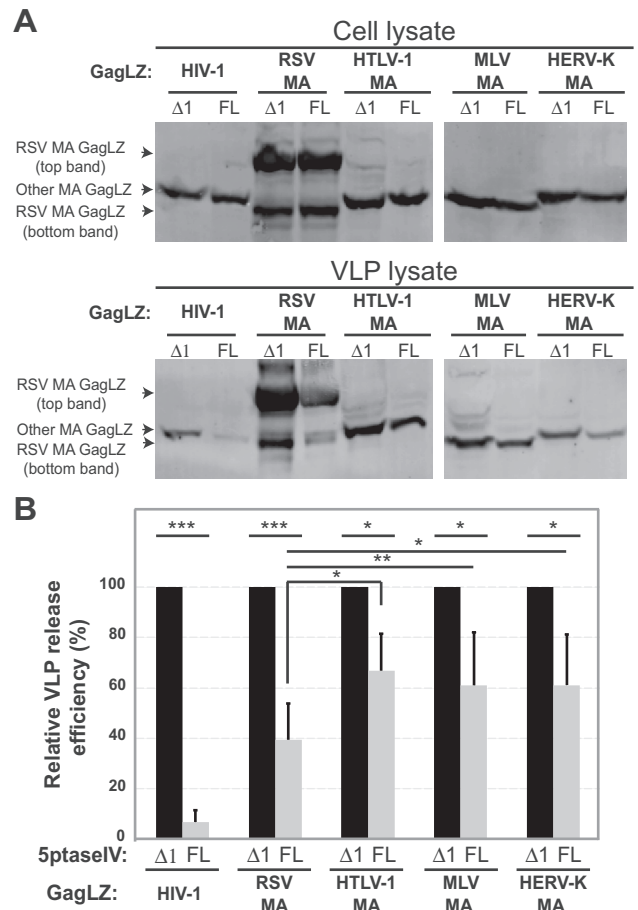 A
Cell lysate
GagLZ: HIV-1 RSV MA HTLV-1 MA MLV MA HERV-K MA
Δ1 FL Δ1 FL Δ1 FL Δ1 FL Δ1 FL
RSV MA GagLZ
(top band)
Other MA GagLZ
RSV MA GagLZ
(bottom band)
VLP lysate
GagLZ: HIV-1 RSV MA HTLV-1 MA MLV MA HERV-K MA
Δ1 FL Δ1 FL Δ1 FL Δ1 FL Δ1 FL
RSV MA GagLZ
(top band)
Other MA GagLZ
RSV MA GagLZ
(bottom band)
B
*** *** * * *
*
**
*
Relative VLP release
efficiency (%)
100
80
60
40
20
0
5ptaseIV: Δ1 FL Δ1 FL Δ1 FL Δ1 FL Δ1 FL
GagLZ: HIV-1 RSV MA HTLV-1 MA MLV MA HERV-K MA